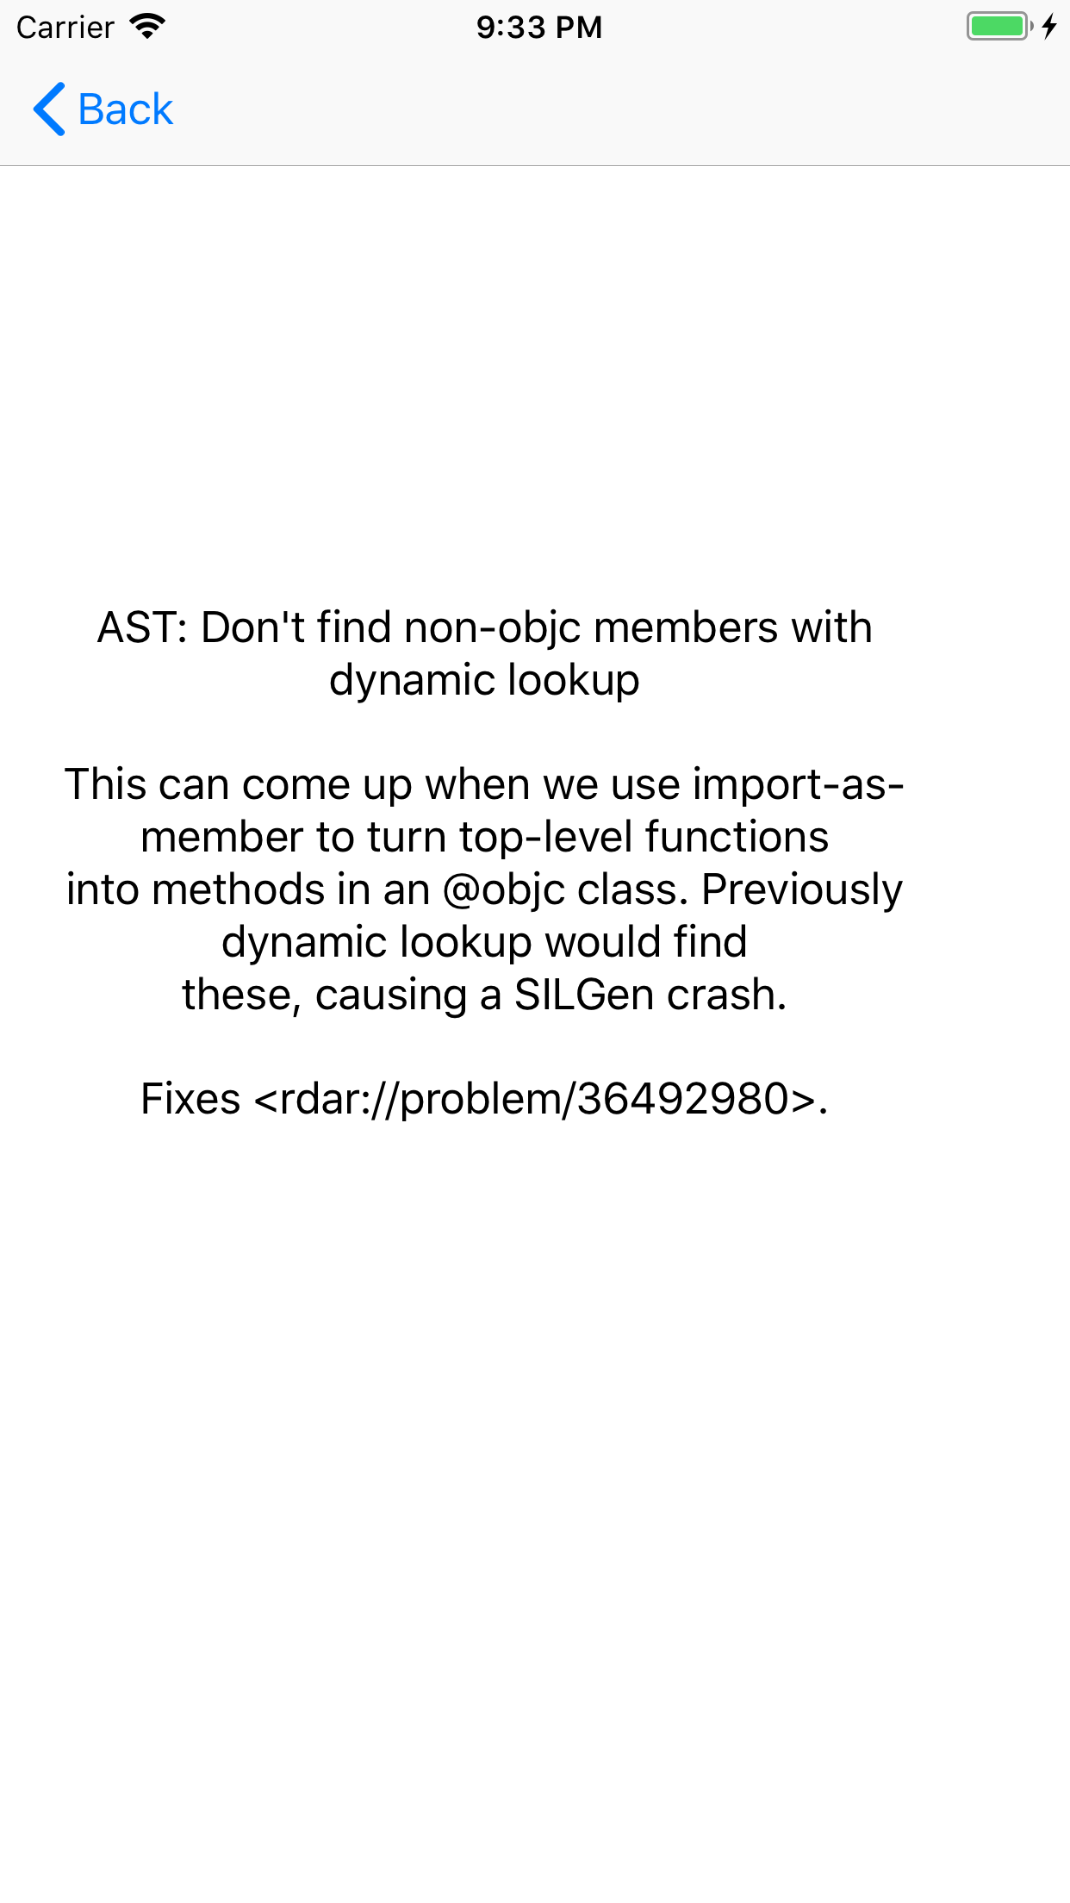 Carrier 9:33 PM
Back
AST: Don't find non-objc members with
dynamic lookup
This can come up when we use import-as-
member to turn top-level functions
into methods in an @objc class. Previously
dynamic lookup would find
these, causing a SILGen crash.
Fixes <rdar://problem/36492980>.